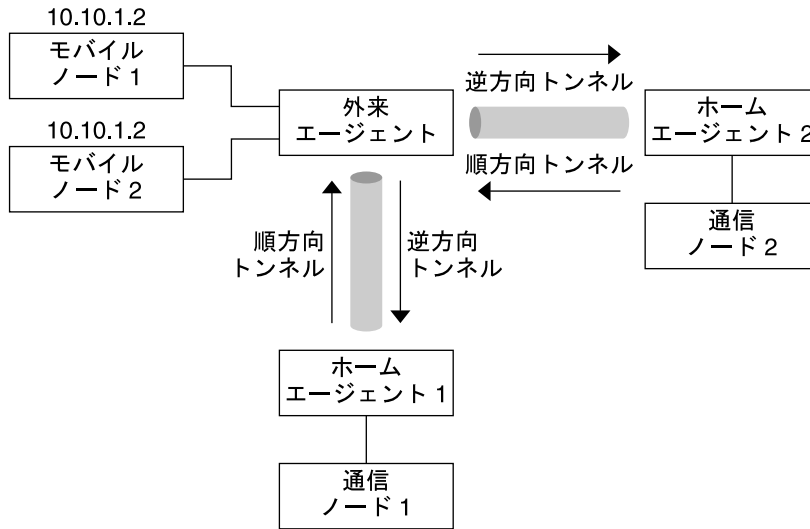 10.10.1.2
モバイル
ノード 1
10.10.1.2
モバイル
ノード 2
外来
エージェント
逆方向トンネル
順方向トンネル
ホーム
エージェント 2
通信
ノード 2
順方向
トンネル
逆方向
トンネル
ホーム
エージェント 1
通信
ノード 1